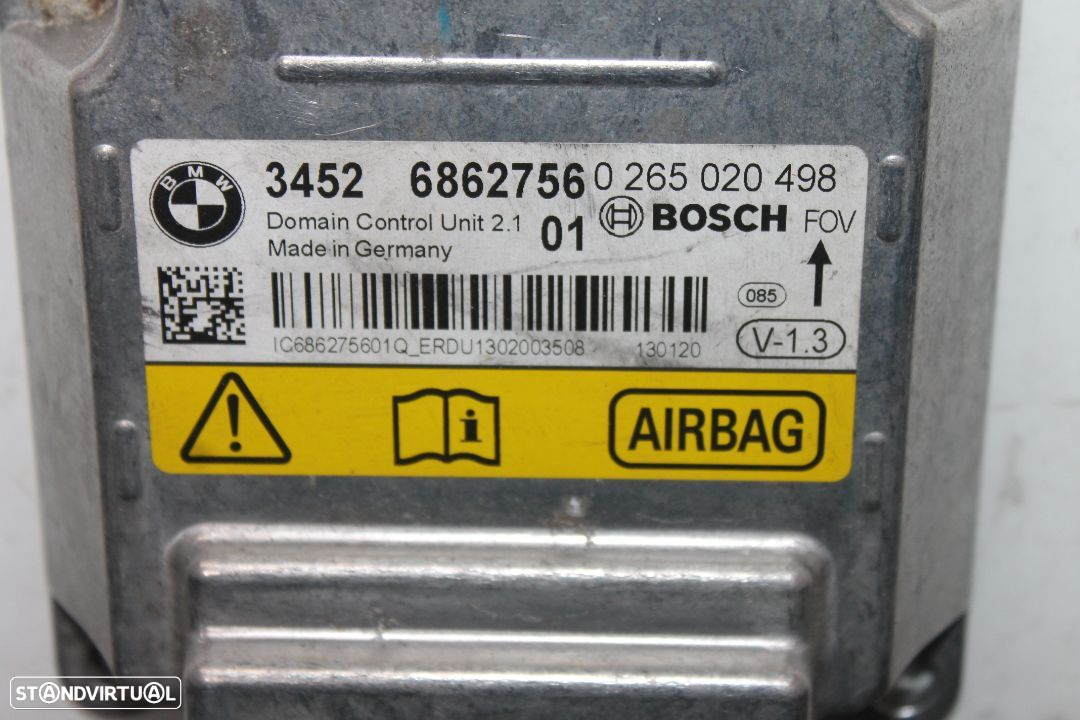 BMW
3452 6862756 0 265 020 498
Domain Control Unit 2.1 01 BOSCH FOV
Made in Germany
085
IC686275601Q_ERDU1302003508 130120 V-1.3
! i AIRBAG
STANDVIRTUAL